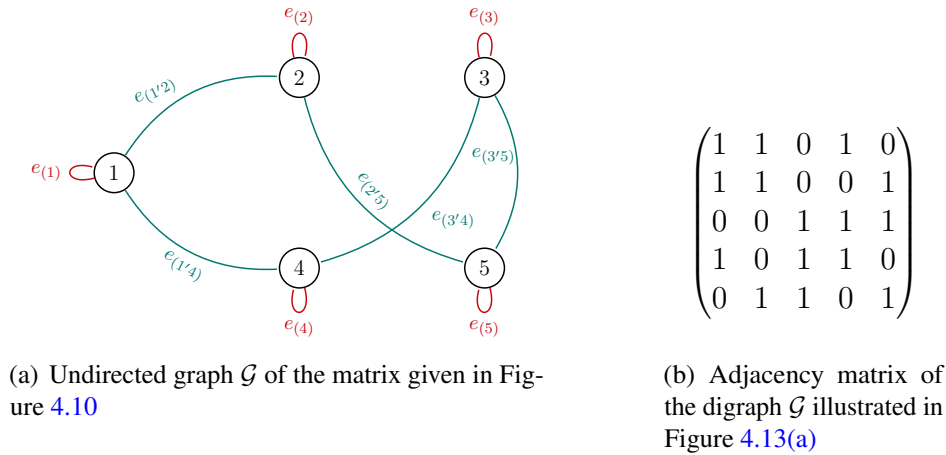 e(2)
e(3)
2
3
e(1′2)
e(3′5)
e(1)
1
e(2′5)
e(3′4)
e(1′4)
4
5
e(4)
e(5)
(a) Undirected graph 𝒢 of the matrix given in Fig-
ure 4.10
1 1 0 1 0
1 1 0 0 1
0 0 1 1 1
1 0 1 1 0
0 1 1 0 1
(b) Adjacency matrix of
the digraph 𝒢 illustrated in
Figure 4.13(a)